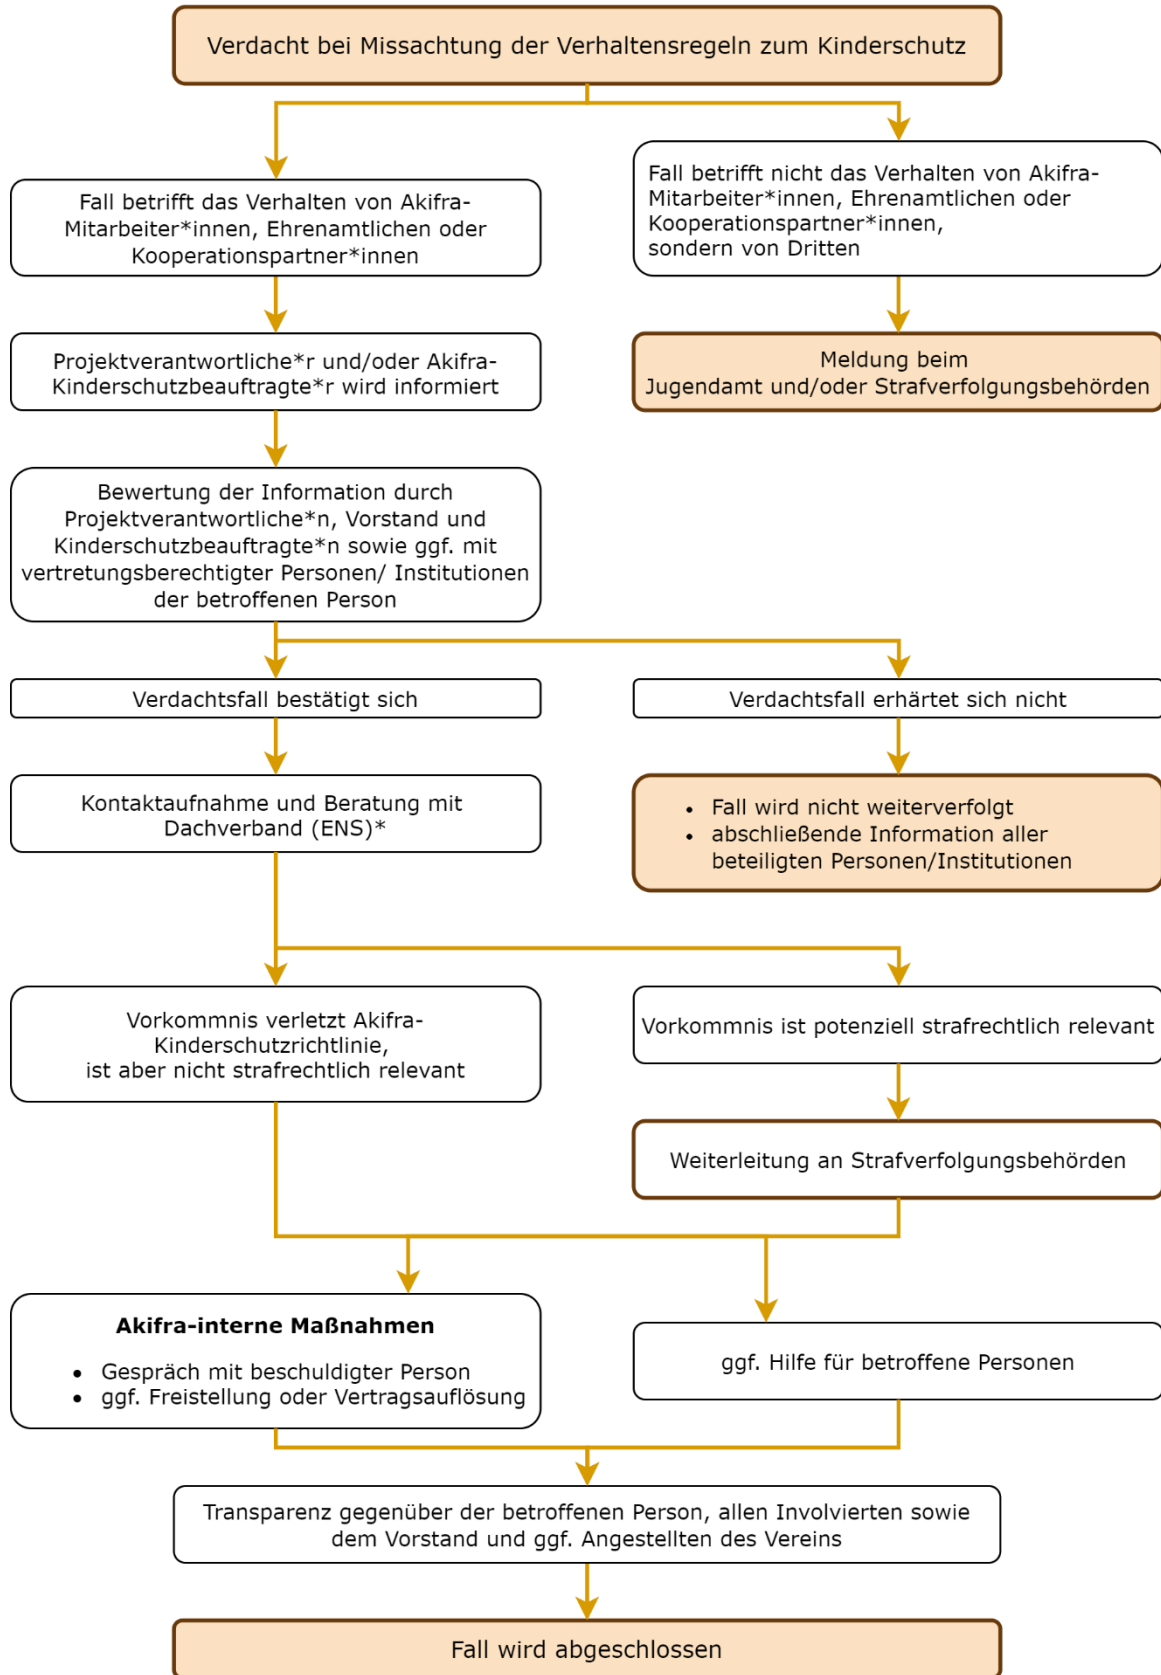 Verdacht bei Missachtung der Verhaltensregeln zum Kinderschutz
Fall betrifft das Verhalten von Akifra-
Mitarbeiter*innen, Ehrenamtlichen oder
Kooperationspartner*innen
Fall betrifft nicht das Verhalten von Akifra-
Mitarbeiter*innen, Ehrenamtlichen oder
Kooperationspartner*innen,
sondern von Dritten
Projektverantwortliche*r und/oder Akifra-
Kinderschutzbeauftragte*r wird informiert
Meldung beim
Jugendamt und/oder Strafverfolgungsbehörden
Bewertung der Information durch
Projektverantwortliche*n, Vorstand und
Kinderschutzbeauftragte*n sowie ggf. mit
vertretungsberechtigter Personen/ Institutionen
der betroffenen Person
Verdachtsfall bestätigt sich
Verdachtsfall erhärtet sich nicht
Kontaktaufnahme und Beratung mit
Dachverband (ENS)*
• Fall wird nicht weiterverfolgt
• abschließende Information aller
beteiligten Personen/Institutionen
Vorkommnis verletzt Akifra-
Kinderschutzrichtlinie,
ist aber nicht strafrechtlich relevant
Vorkommnis ist potenziell strafrechtlich relevant
Weiterleitung an Strafverfolgungsbehörden
Akifra-interne Maßnahmen
• Gespräch mit beschuldigter Person
• ggf. Freistellung oder Vertragsauflösung
ggf. Hilfe für betroffene Personen
Transparenz gegenüber der betroffenen Person, allen Involvierten sowie
dem Vorstand und ggf. Angestellten des Vereins
Fall wird abgeschlossen